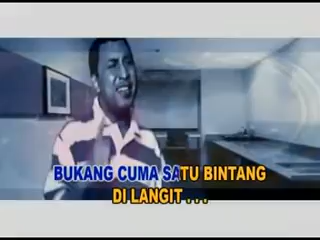 BUKANG CUMA SATU BINTANG
DI LANGIT . . .